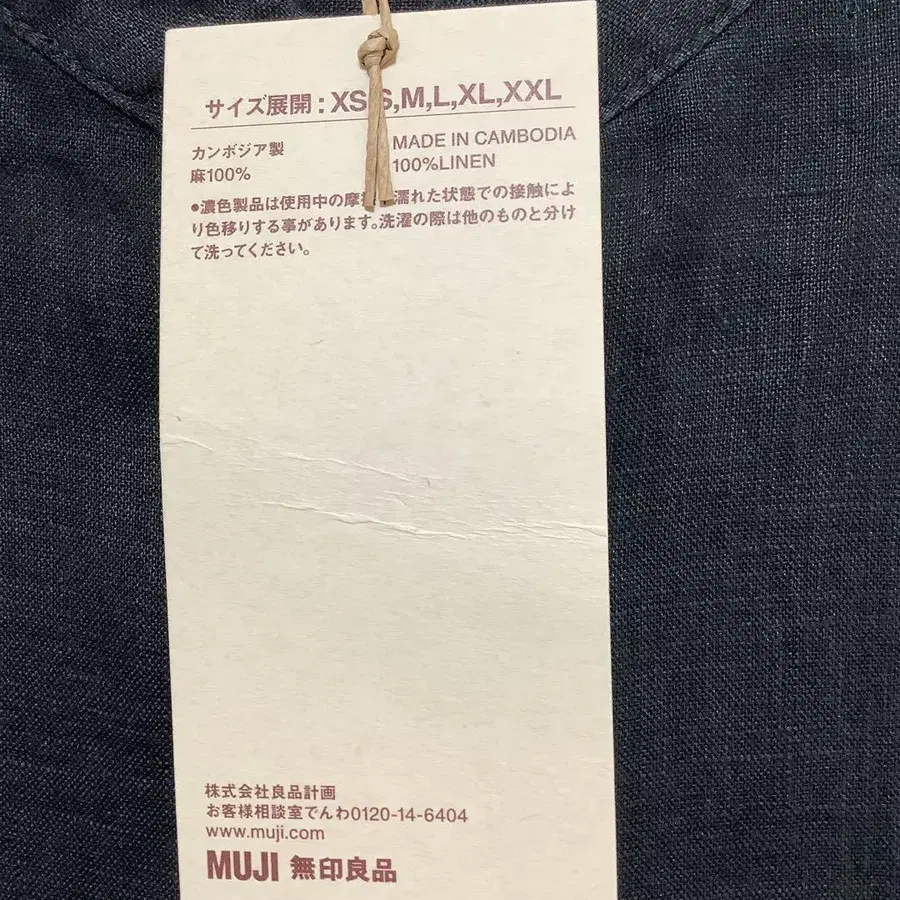 サイズ展開:XS,S,M,L,XL,XXL
カンボジア製
麻100%
MADE IN CAMBODIA
100%LINEN
●濃色製品は使用中の摩 濡れた状態での接触によ
り色移りする事があります。洗濯の際は他のものと分け
て洗ってください。
株式会社良品計画
お客様相談室でんわ0120-14-6404
www.muji.com
MUJI 無印良品